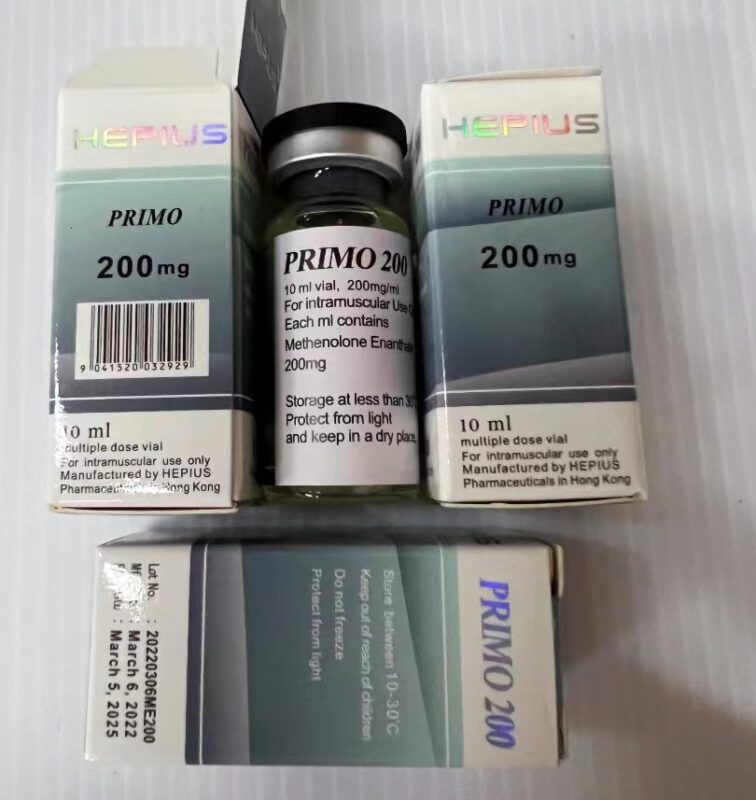 HEPIUS
PRIMO
200mg
9 041520 032929
10 ml
multiple dose vial
For intramuscular use only
Manufactured by HEPIUS
Hong Kong
PRIMO 200
10 ml vial, 200mg/ml
For intramuscular Use
Each ml contains
Methenolone
200mg
Storage at less than
Protect from light
and keep in a dry place,
HEPIUS
PRIMO
200mg
10 ml
multiple dose vial
For intramuscular use only
Manufactured by HEPIUS
Pharmaceuticals in Hong Kong
PRIMO 200
Store between 10-30°C
Keep out of reach of children
Do not freeze
Protect from light
Lot No. : 20220306ME200
: March 6, 2022
: March 5, 2025